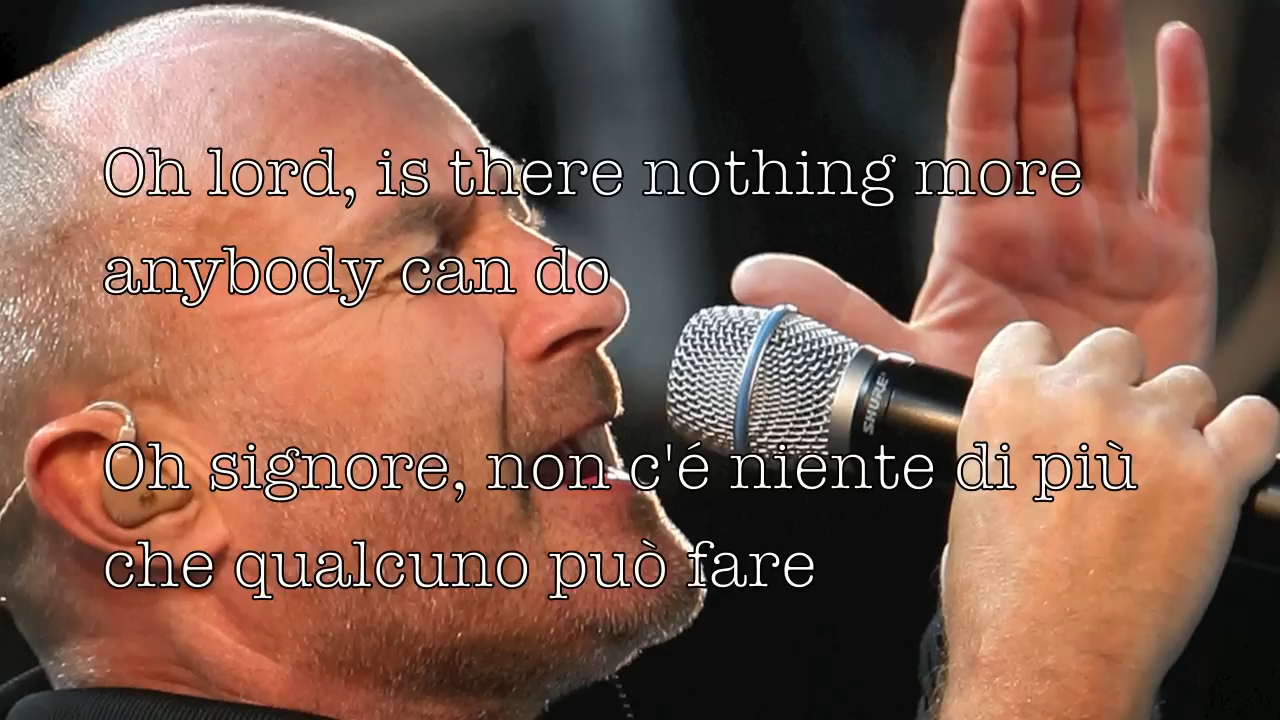 Oh lord, is there nothing more
anybody can do
SHURE
Oh signore, non c'é niente di più
che qualcuno può fare